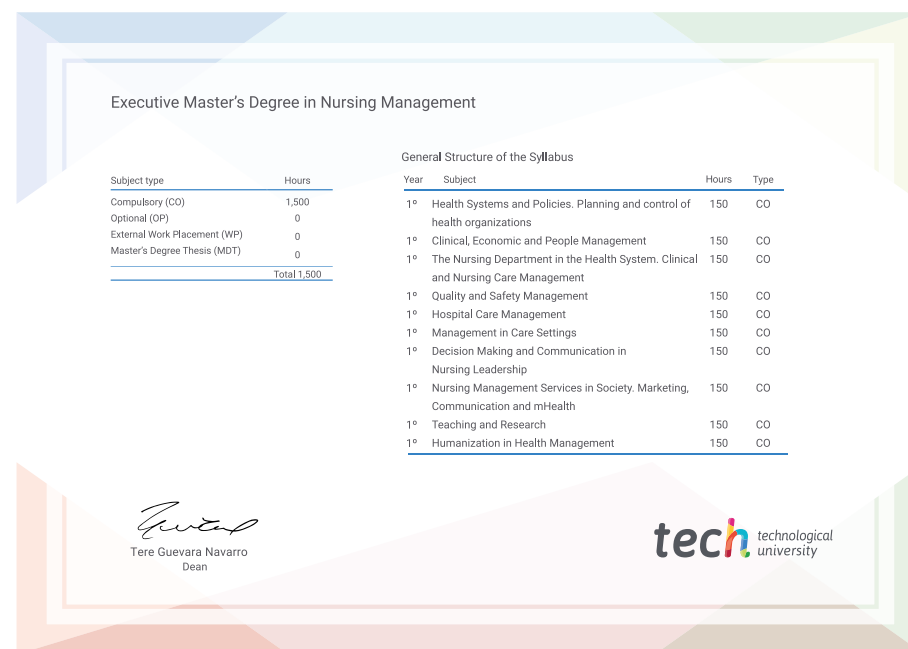 Executive Master's Degree in Nursing Management
Subject type Hours
Compulsory (CO) 1,500
Optional (OP) 0
External Work Placement (WP) 0
Master's Degree Thesis (MDT) 0
Total 1,500
General Structure of the Syllabus
Year Subject Hours Type
1º Health Systems and Policies. Planning and control of 150 CO
health organizations
1º Clinical, Economic and People Management 150 CO
1º The Nursing Department in the Health System. Clinical 150 CO
and Nursing Care Management
1º Quality and Safety Management 150 CO
1º Hospital Care Management 150 CO
1º Management in Care Settings 150 CO
1º Decision Making and Communication in 150 CO
Nursing Leadership
1º Nursing Management Services in Society. Marketing, 150 CO
Communication and mHealth
1º Teaching and Research 150 CO
1º Humanization in Health Management 150 CO
Tere Guevara Navarro
Dean
tech technological
university